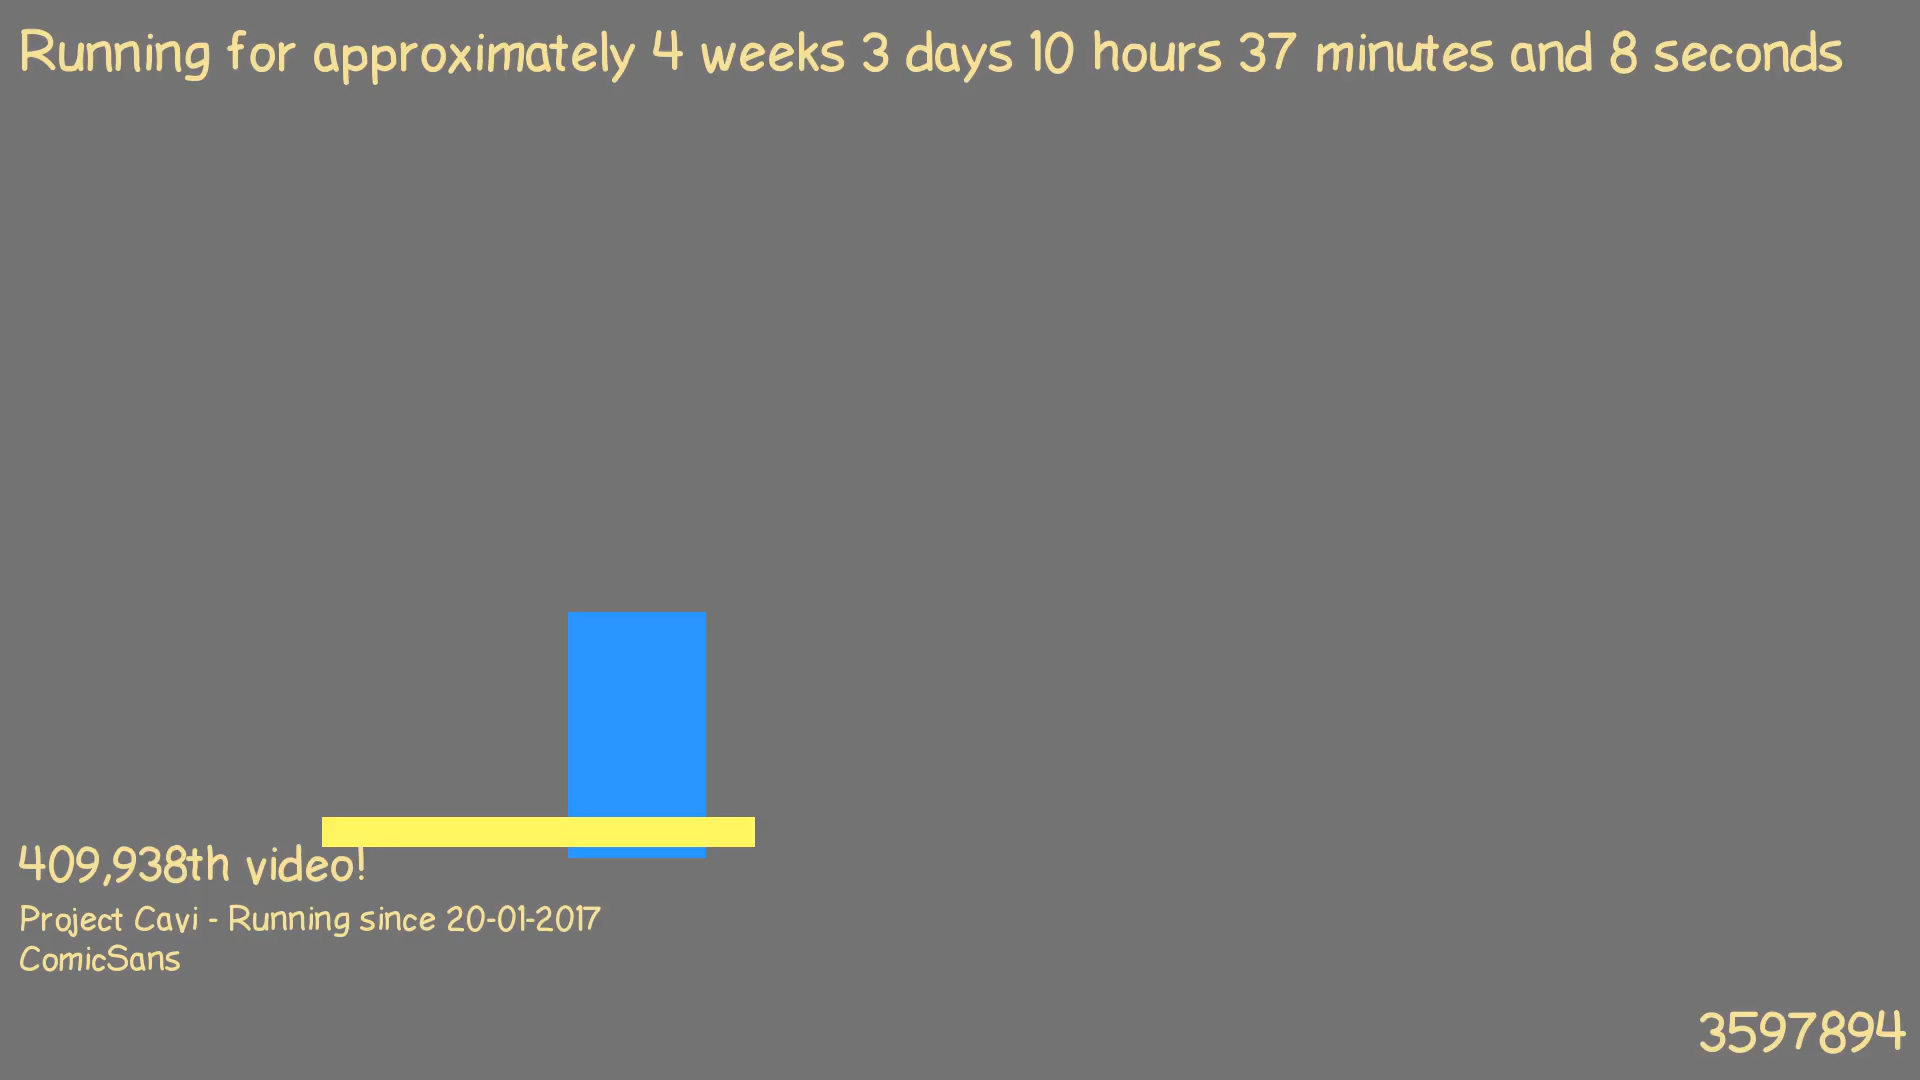 Running for approximately 4 weeks 3 days 10 hours 37 minutes and 8 seconds
409,938th video!
Project Cavi - Running since 20-01-2017
ComicSans
3597894